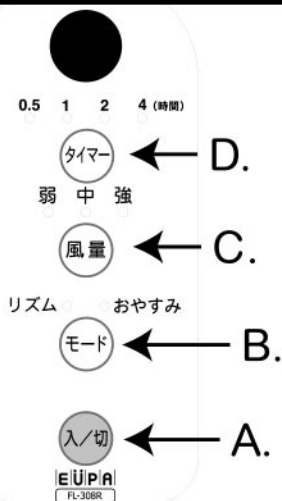 0.5 1 2 4 (時間)
タイマー
D.
弱 中 強
風量
C.
リズム おやすみ
モード
B.
入／切
A.
EUPA
FL-308R